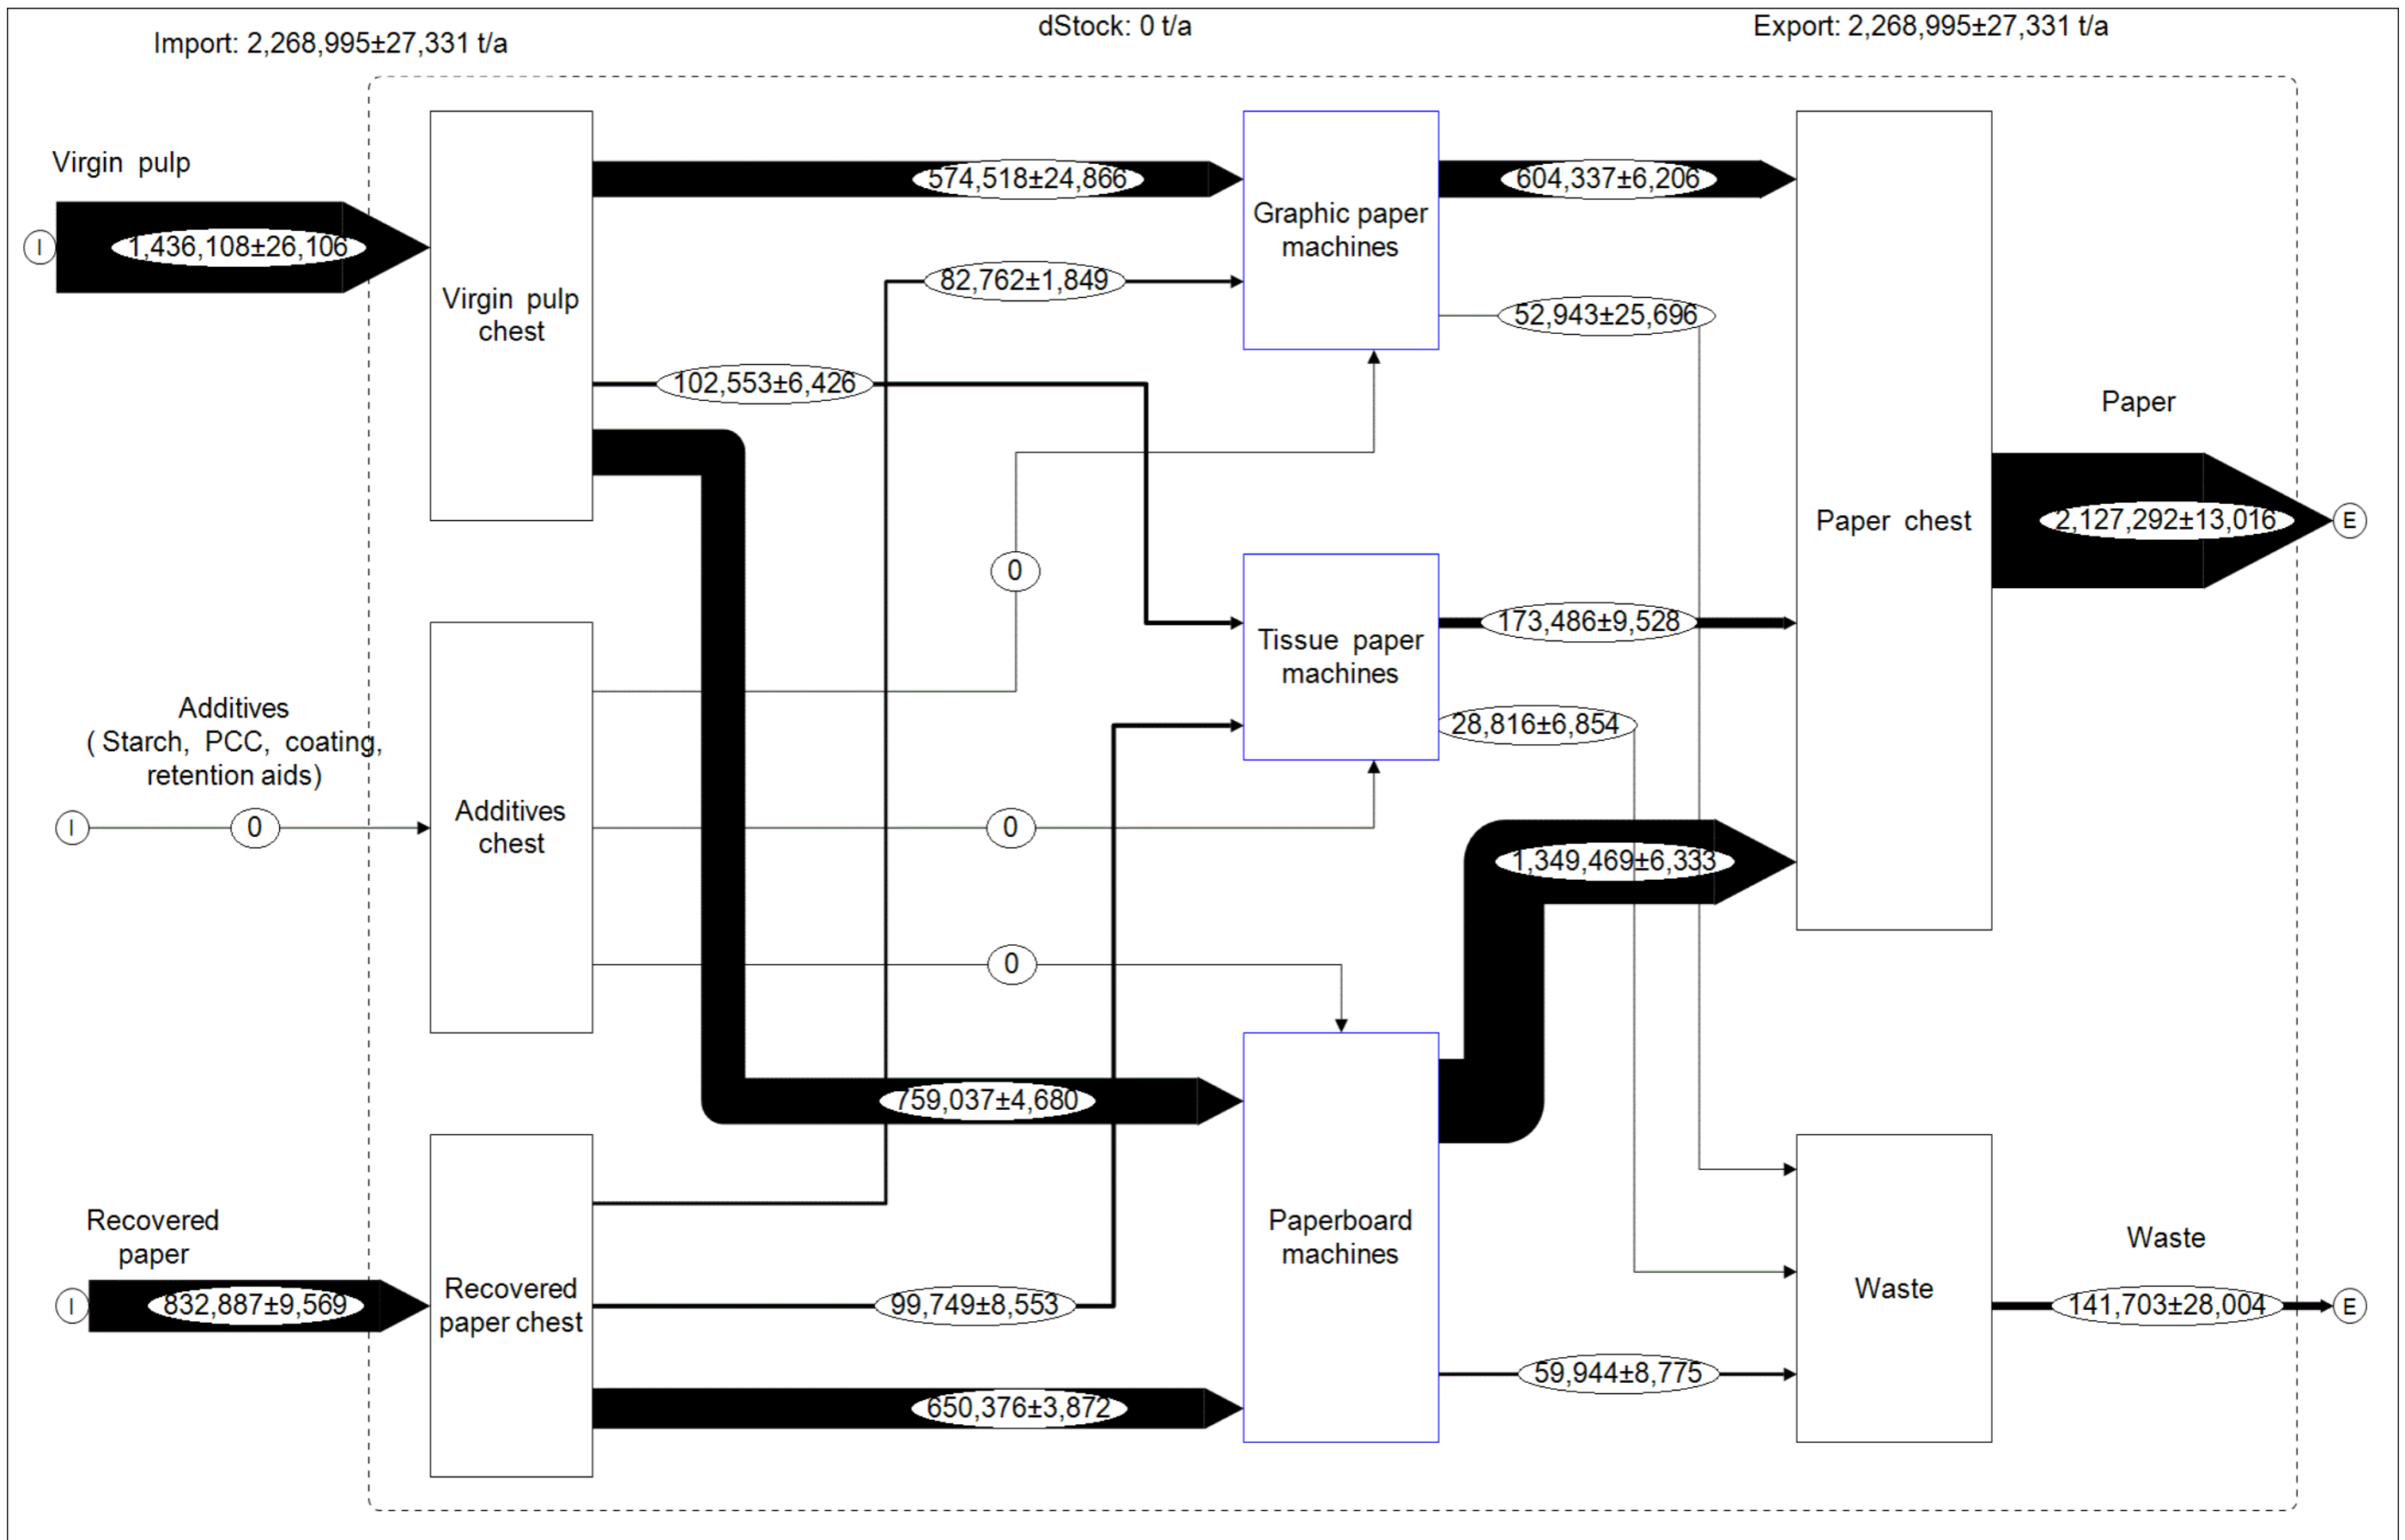 Import: 2,268,995±27,331 t/a
dStock: 0 t/a
Export: 2,268,995±27,331 t/a
Virgin pulp
I
1,436,108±26,106
Virgin pulp
chest
574,518±24,866
82,762±1,849
102,553±6,426
Graphic paper
machines
604,337±6,206
52,943±25,696
Paper chest
Paper
2,127,292±13,016
E
0
Tissue paper
machines
173,486±9,528
28,816±6,854
Additives
( Starch, PCC, coating,
retention aids)
I
0
Additives
chest
0
0
1,349,469±6,333
759,037±4,680
Recovered
paper
I
832,887±9,569
Recovered
paper chest
99,749±8,553
650,376±3,872
Paperboard
machines
59,944±8,775
Waste
Waste
141,703±28,004
E